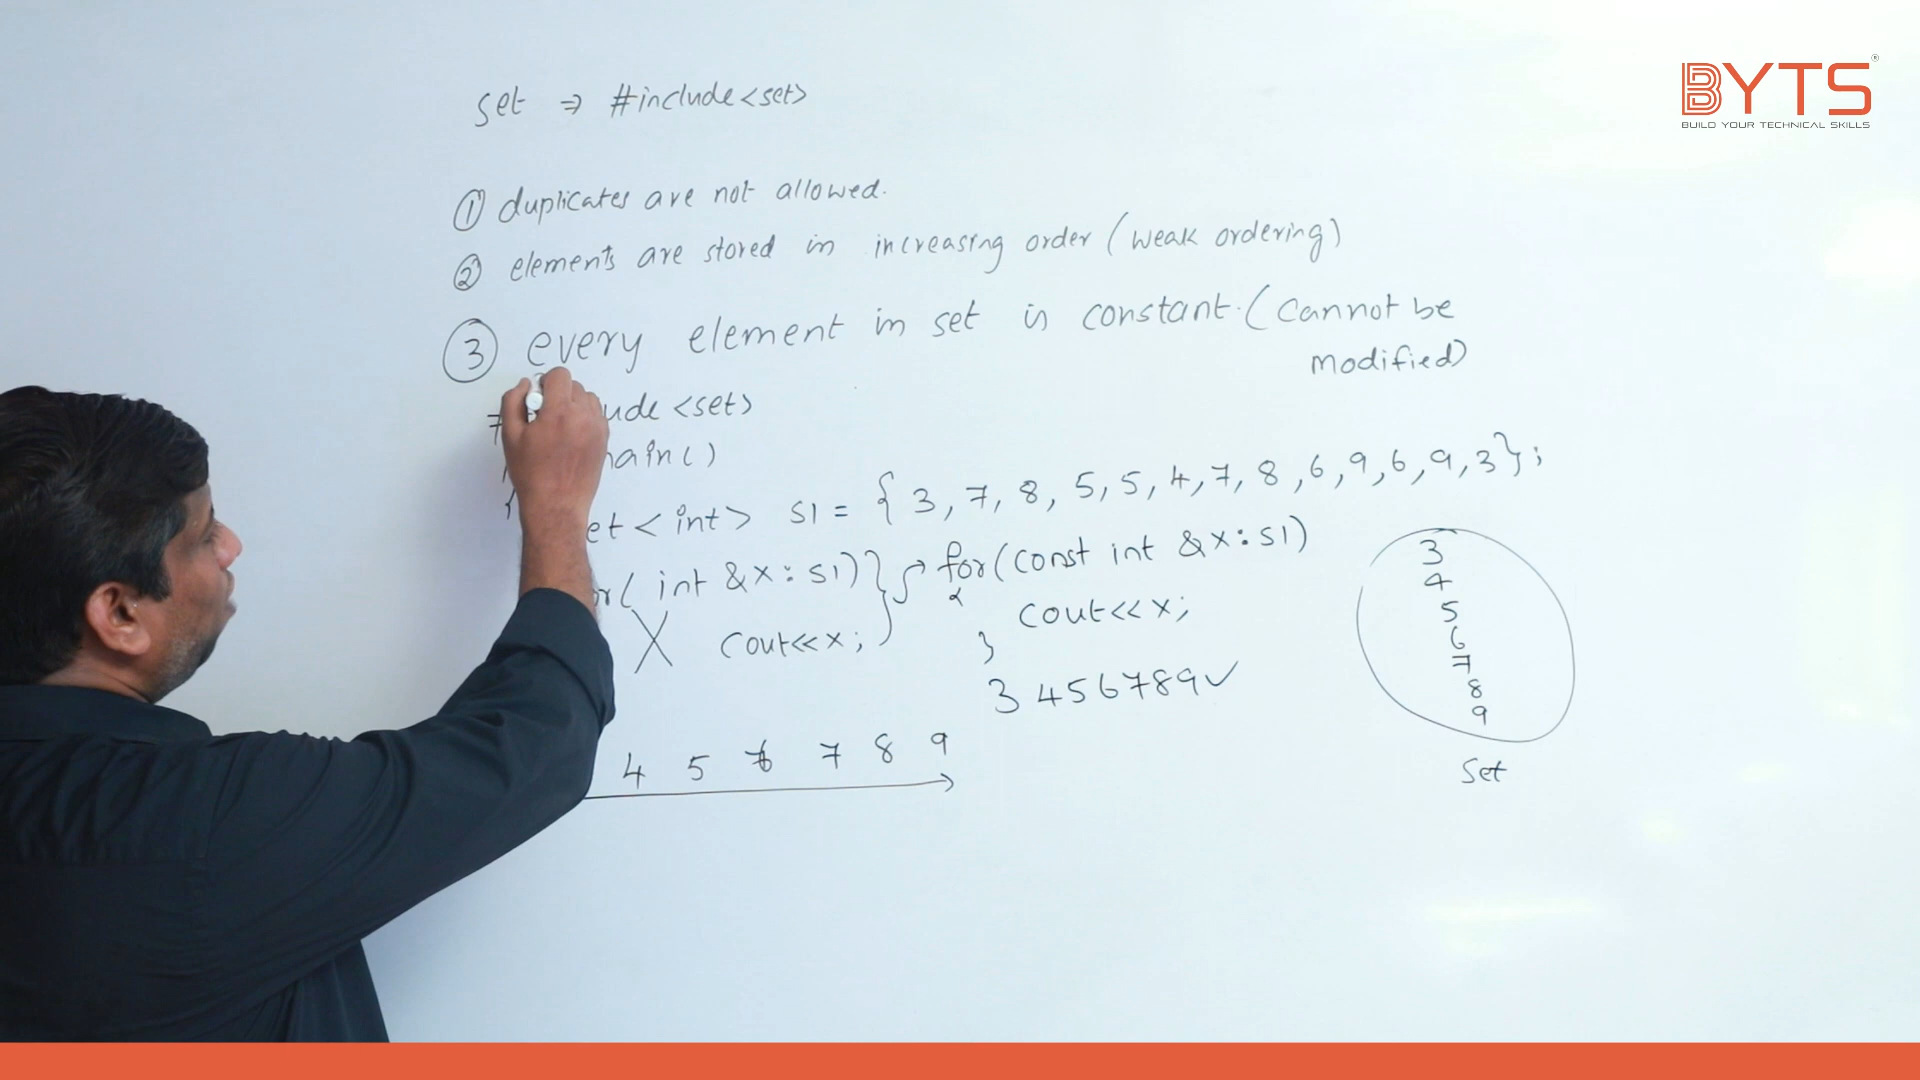 BYTS®
BUILD YOUR TECHNICAL SKILLS
set ⇒ #include<set>
① duplicates are not allowed.
② elements are stored in increasing order (weak ordering)
③ every element in set is constant. (cannot be
modified)
ude <set>
ain()
{
et<int> s1 = { 3, 7, 8, 5, 5, 4, 7, 8, 6, 9, 6, 9, 3};
r( int &x: s1) } for(const int &x: s1)
{
X cout<<x; cout<<x;
}
3 4 5 6 7 8 9 ✓
4 5 6 7 8 9
3
4
5
6
7
8
9
Set